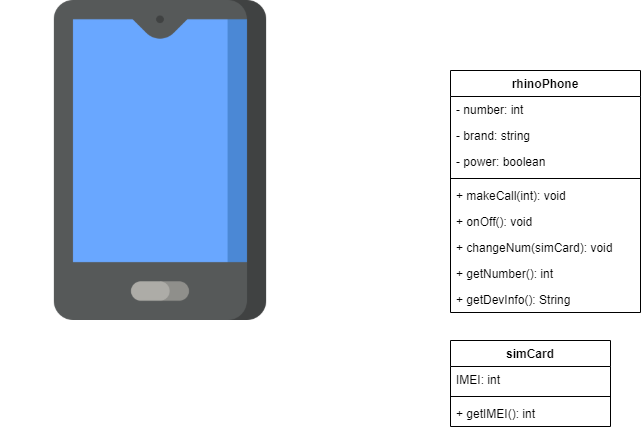 rhinoPhone
- number: int
- brand: string
- power: boolean
+ makeCall(int): void
+ onOff(): void
+ changeNum(simCard): void
+ getNumber(): int
+ getDevInfo(): String
simCard
IMEI: int
+ getIMEI(): int